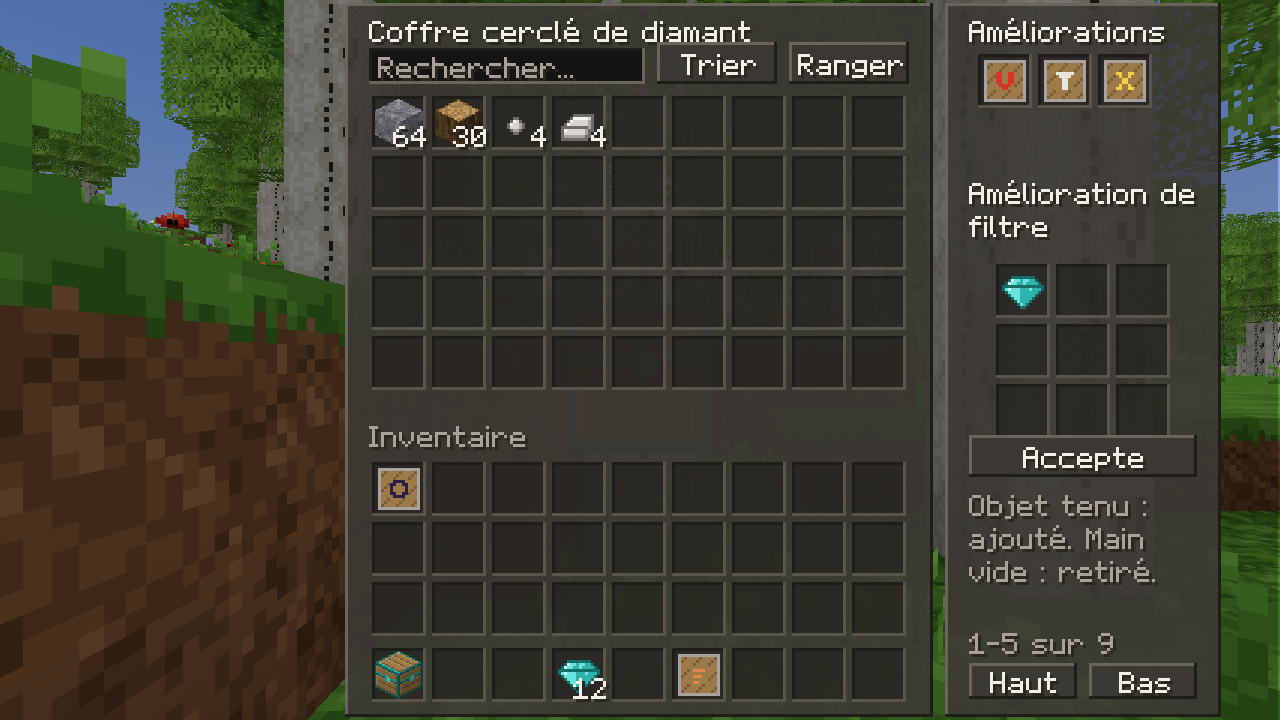 Coffre cerclé de diamant
Rechercher...
Trier
Ranger
64
30
4
4
Inventaire
12
Améliorations
V
T
X
Amélioration de
filtre
Accepte
Objet tenu :
ajouté. Main
vide : retiré.
1-5 sur 9
Haut
Bas